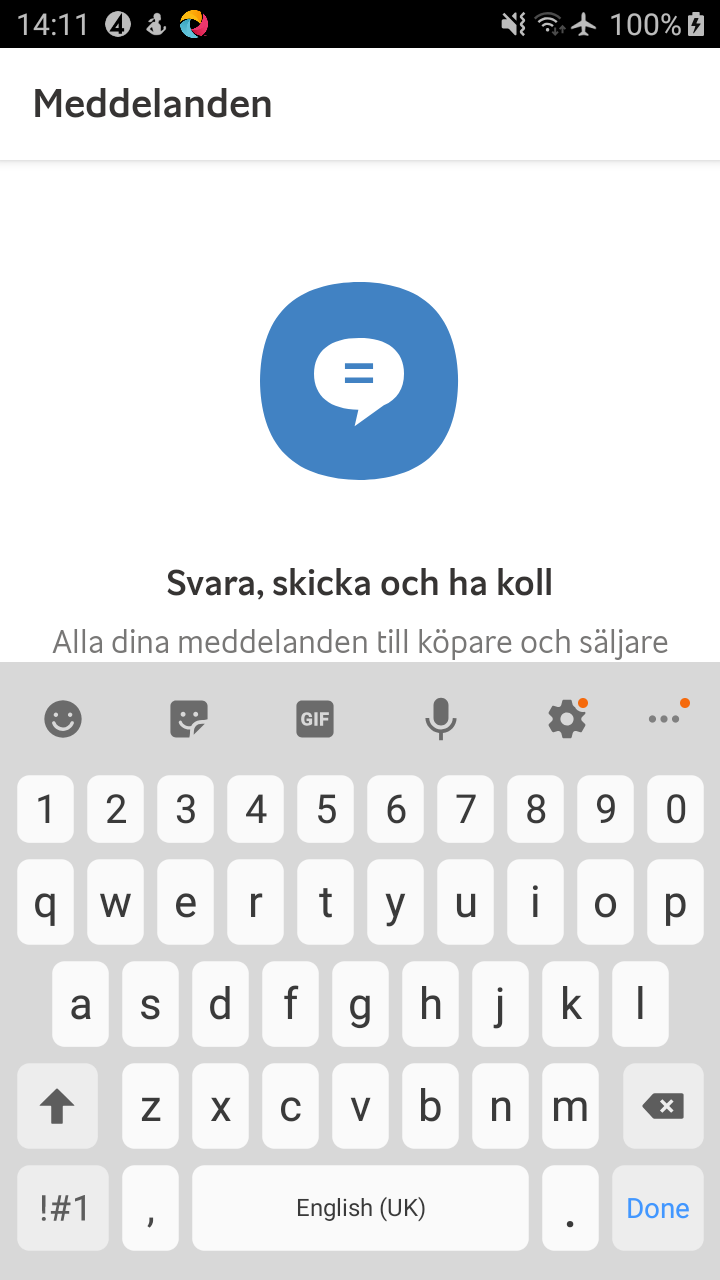 14:11 4 100%
Meddelanden
Svara, skicka och ha koll
Alla dina meddelanden till köpare och säljare
GIF
1 2 3 4 5 6 7 8 9 0
q w e r t y u i o p
a s d f g h j k l
z x c v b n m
!#1 , English (UK) . Done